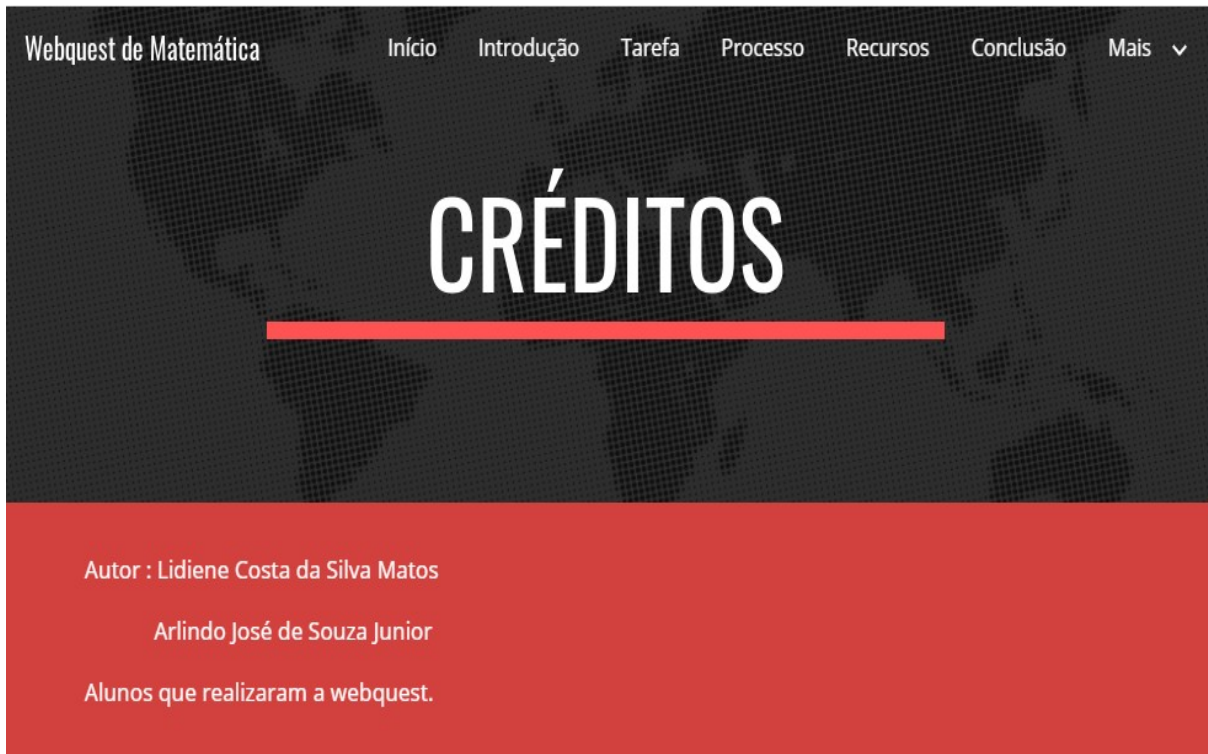 Webquest de Matemática Início Introdução Tarefa Processo Recursos Conclusão Mais
CRÉDITOS
Autor : Lidiene Costa da Silva Matos
Arlindo José de Souza Junior
Alunos que realizaram a webquest.